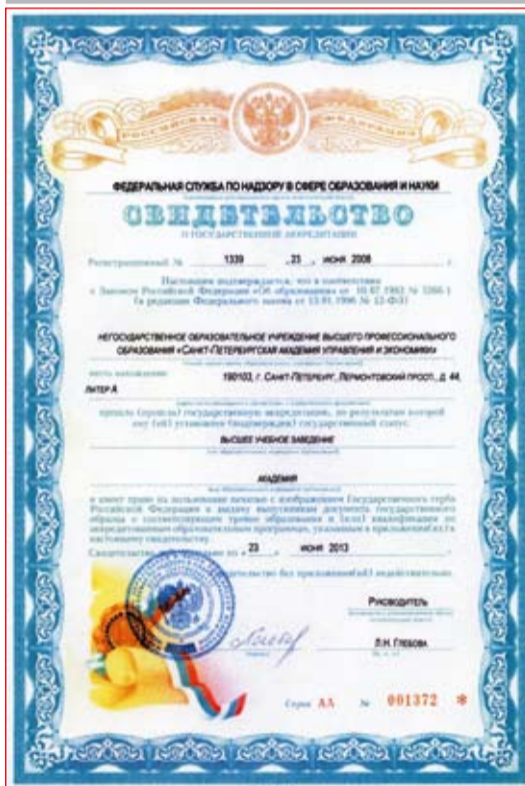 РОССИЙСКАЯ ФЕДЕРАЦИЯ
ФЕДЕРАЛЬНАЯ СЛУЖБА ПО НАДЗОРУ В СФЕРЕ ОБРАЗОВАНИЯ И НАУКИ
СВИДЕТЕЛЬСТВО
О ГОСУДАРСТВЕННОЙ АККРЕДИТАЦИИ
Регистрационный № 1339 „ 23 „ июня 2008 г.
Настоящим подтверждается, что в соответствии
с Законом Российской Федерации «Об образовании» от 10.07.1992 № 3266-1
(в редакции Федерального закона от 13.01.1996 № 12-ФЗ)
НЕГОСУДАРСТВЕННОЕ ОБРАЗОВАТЕЛЬНОЕ УЧРЕЖДЕНИЕ ВЫСШЕГО ПРОФЕССИОНАЛЬНОГО
ОБРАЗОВАНИЯ «САНКТ-ПЕТЕРБУРГСКАЯ АКАДЕМИЯ УПРАВЛЕНИЯ И ЭКОНОМИКИ»
место нахождения: 190103, Г. САНКТ-ПЕТЕРБУРГ, ЛЕРМОНТОВСКИЙ ПРОСП., Д. 44,
ЛИТЕР А
прошло (прошла) государственную аккредитацию, по результатам которой
ему (ей) установлен (подтвержден) государственный статус:
ВЫСШЕЕ УЧЕБНОЕ ЗАВЕДЕНИЕ
АКАДЕМИЯ
и имеет право на пользование печатью с изображением Государственного герба
Российской Федерации и выдачу выпускникам документа государственного
образца о соответствующем уровне образования и (или) квалификации по
аккредитованным образовательным программам, указанным в приложении(ях) к
настоящему свидетельству.
Свидетельство по „ 23 „ июня 2013 г.
без приложения(ий) недействительно.
РУКОВОДИТЕЛЬ
Л.Н. ГЛЕБОВА
Серия АА № 001372 *